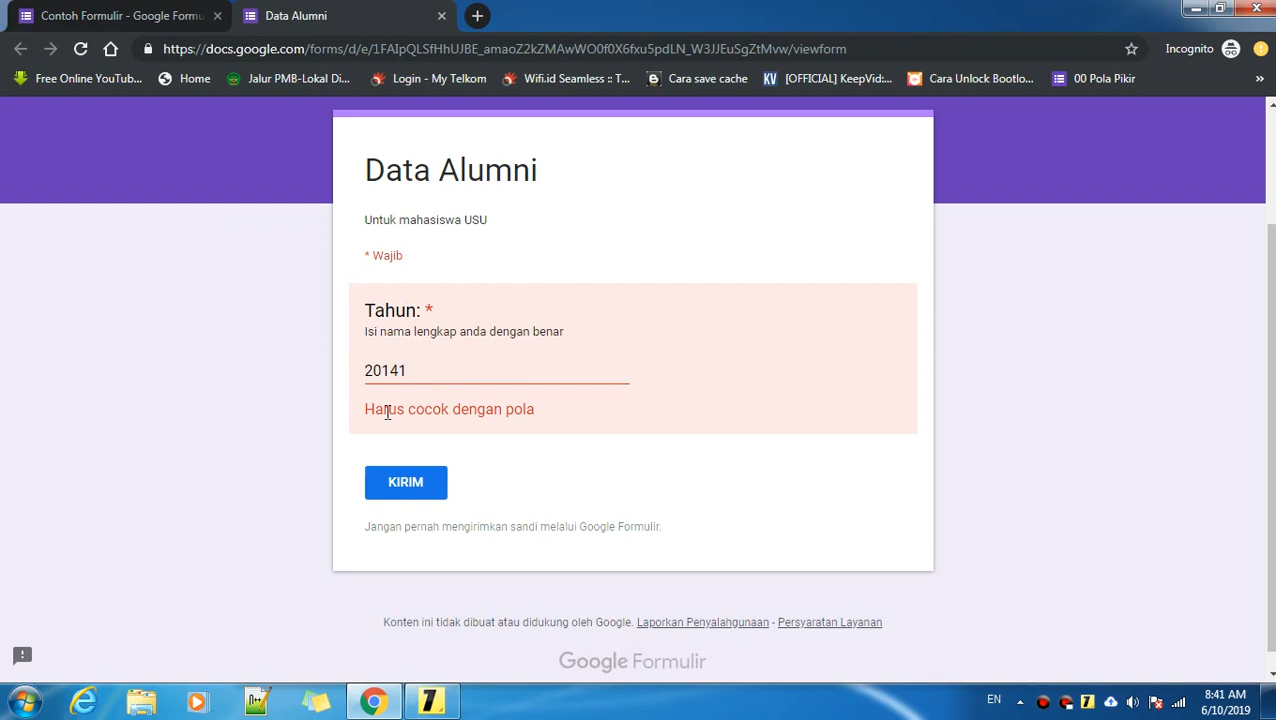 Contoh Formulir - Google Formu
Data Alumni
https://docs.google.com/forms/d/e/1FAIpQLSfHhUJBE_amaoZ2kZMAwWO0f0X6fxu5pdLN_W3JJEuSgZtMvw/viewform
Incognito
Free Online YouTub...
Home
Jalur PMB-Lokal Di...
Login - My Telkom
Wifi.id Seamless :: T...
Cara save cache
KV [OFFICIAL] KeepVid:...
Cara Unlock Bootlo...
00 Pola Pikir
»
Data Alumni
Untuk mahasiswa USU
* Wajib
Tahun: *
Isi nama lengkap anda dengan benar
20141
Harus cocok dengan pola
KIRIM
Jangan pernah mengirimkan sandi melalui Google Formulir.
Konten ini tidak dibuat atau didukung oleh Google. Laporkan Penyalahgunaan - Persyaratan Layanan
Google Formulir
EN
8:41 AM
6/10/2019